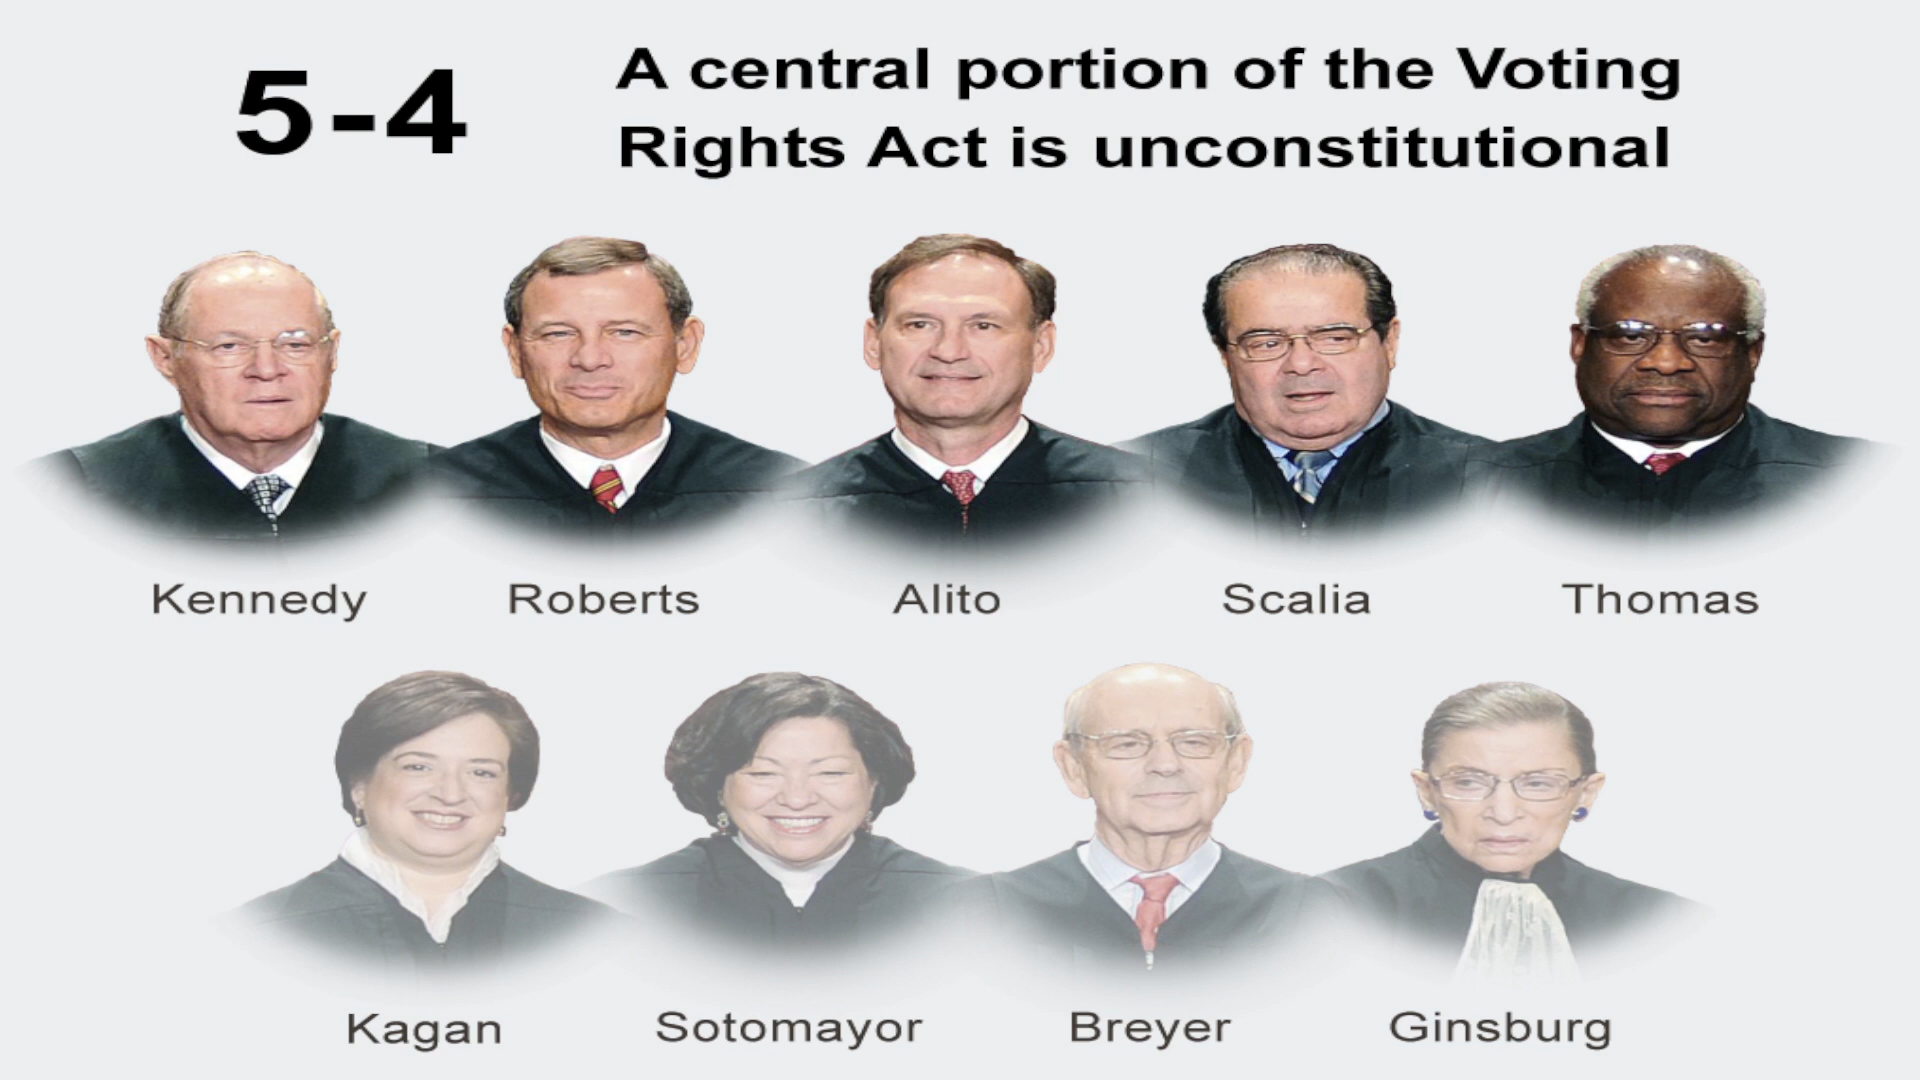 5-4
A central portion of the Voting
Rights Act is unconstitutional
Kennedy
Roberts
Alito
Scalia
Thomas
Kagan
Sotomayor
Breyer
Ginsburg